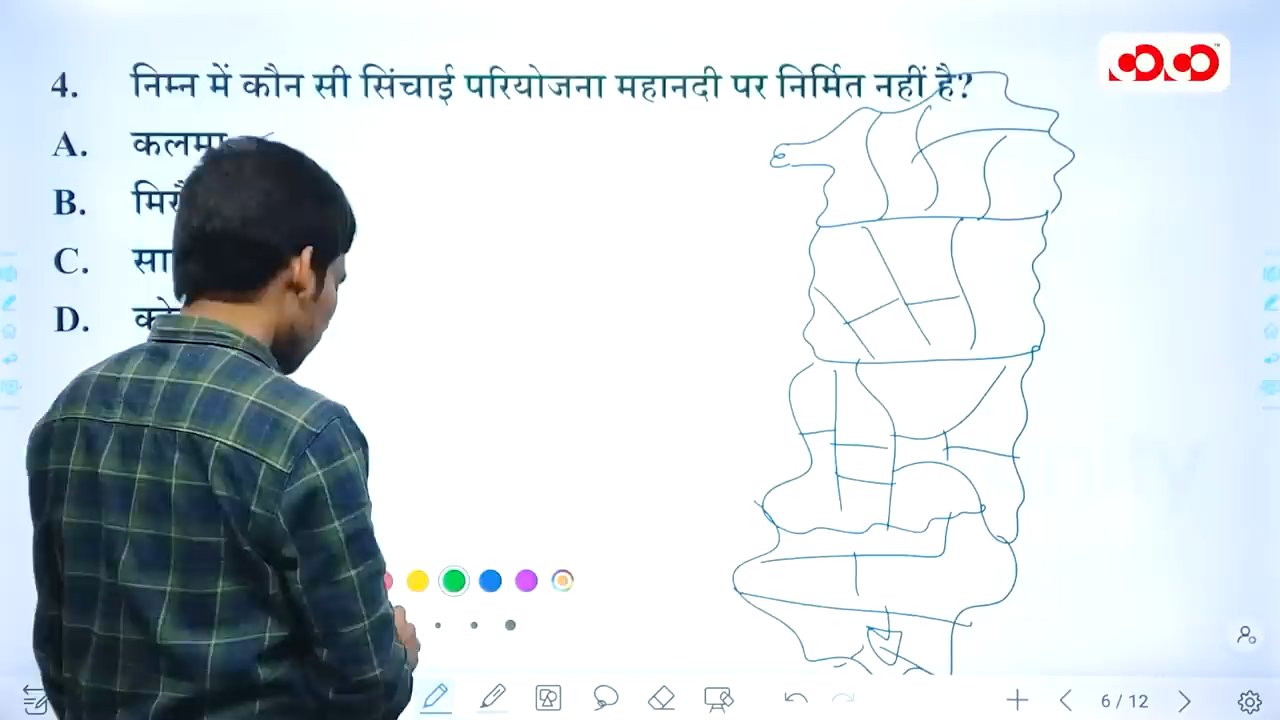 4. निम्न में कौन सी सिंचाई परियोजना महानदी पर निर्मित नहीं है?
A. कलमा
B.
C.
D.
6 / 12